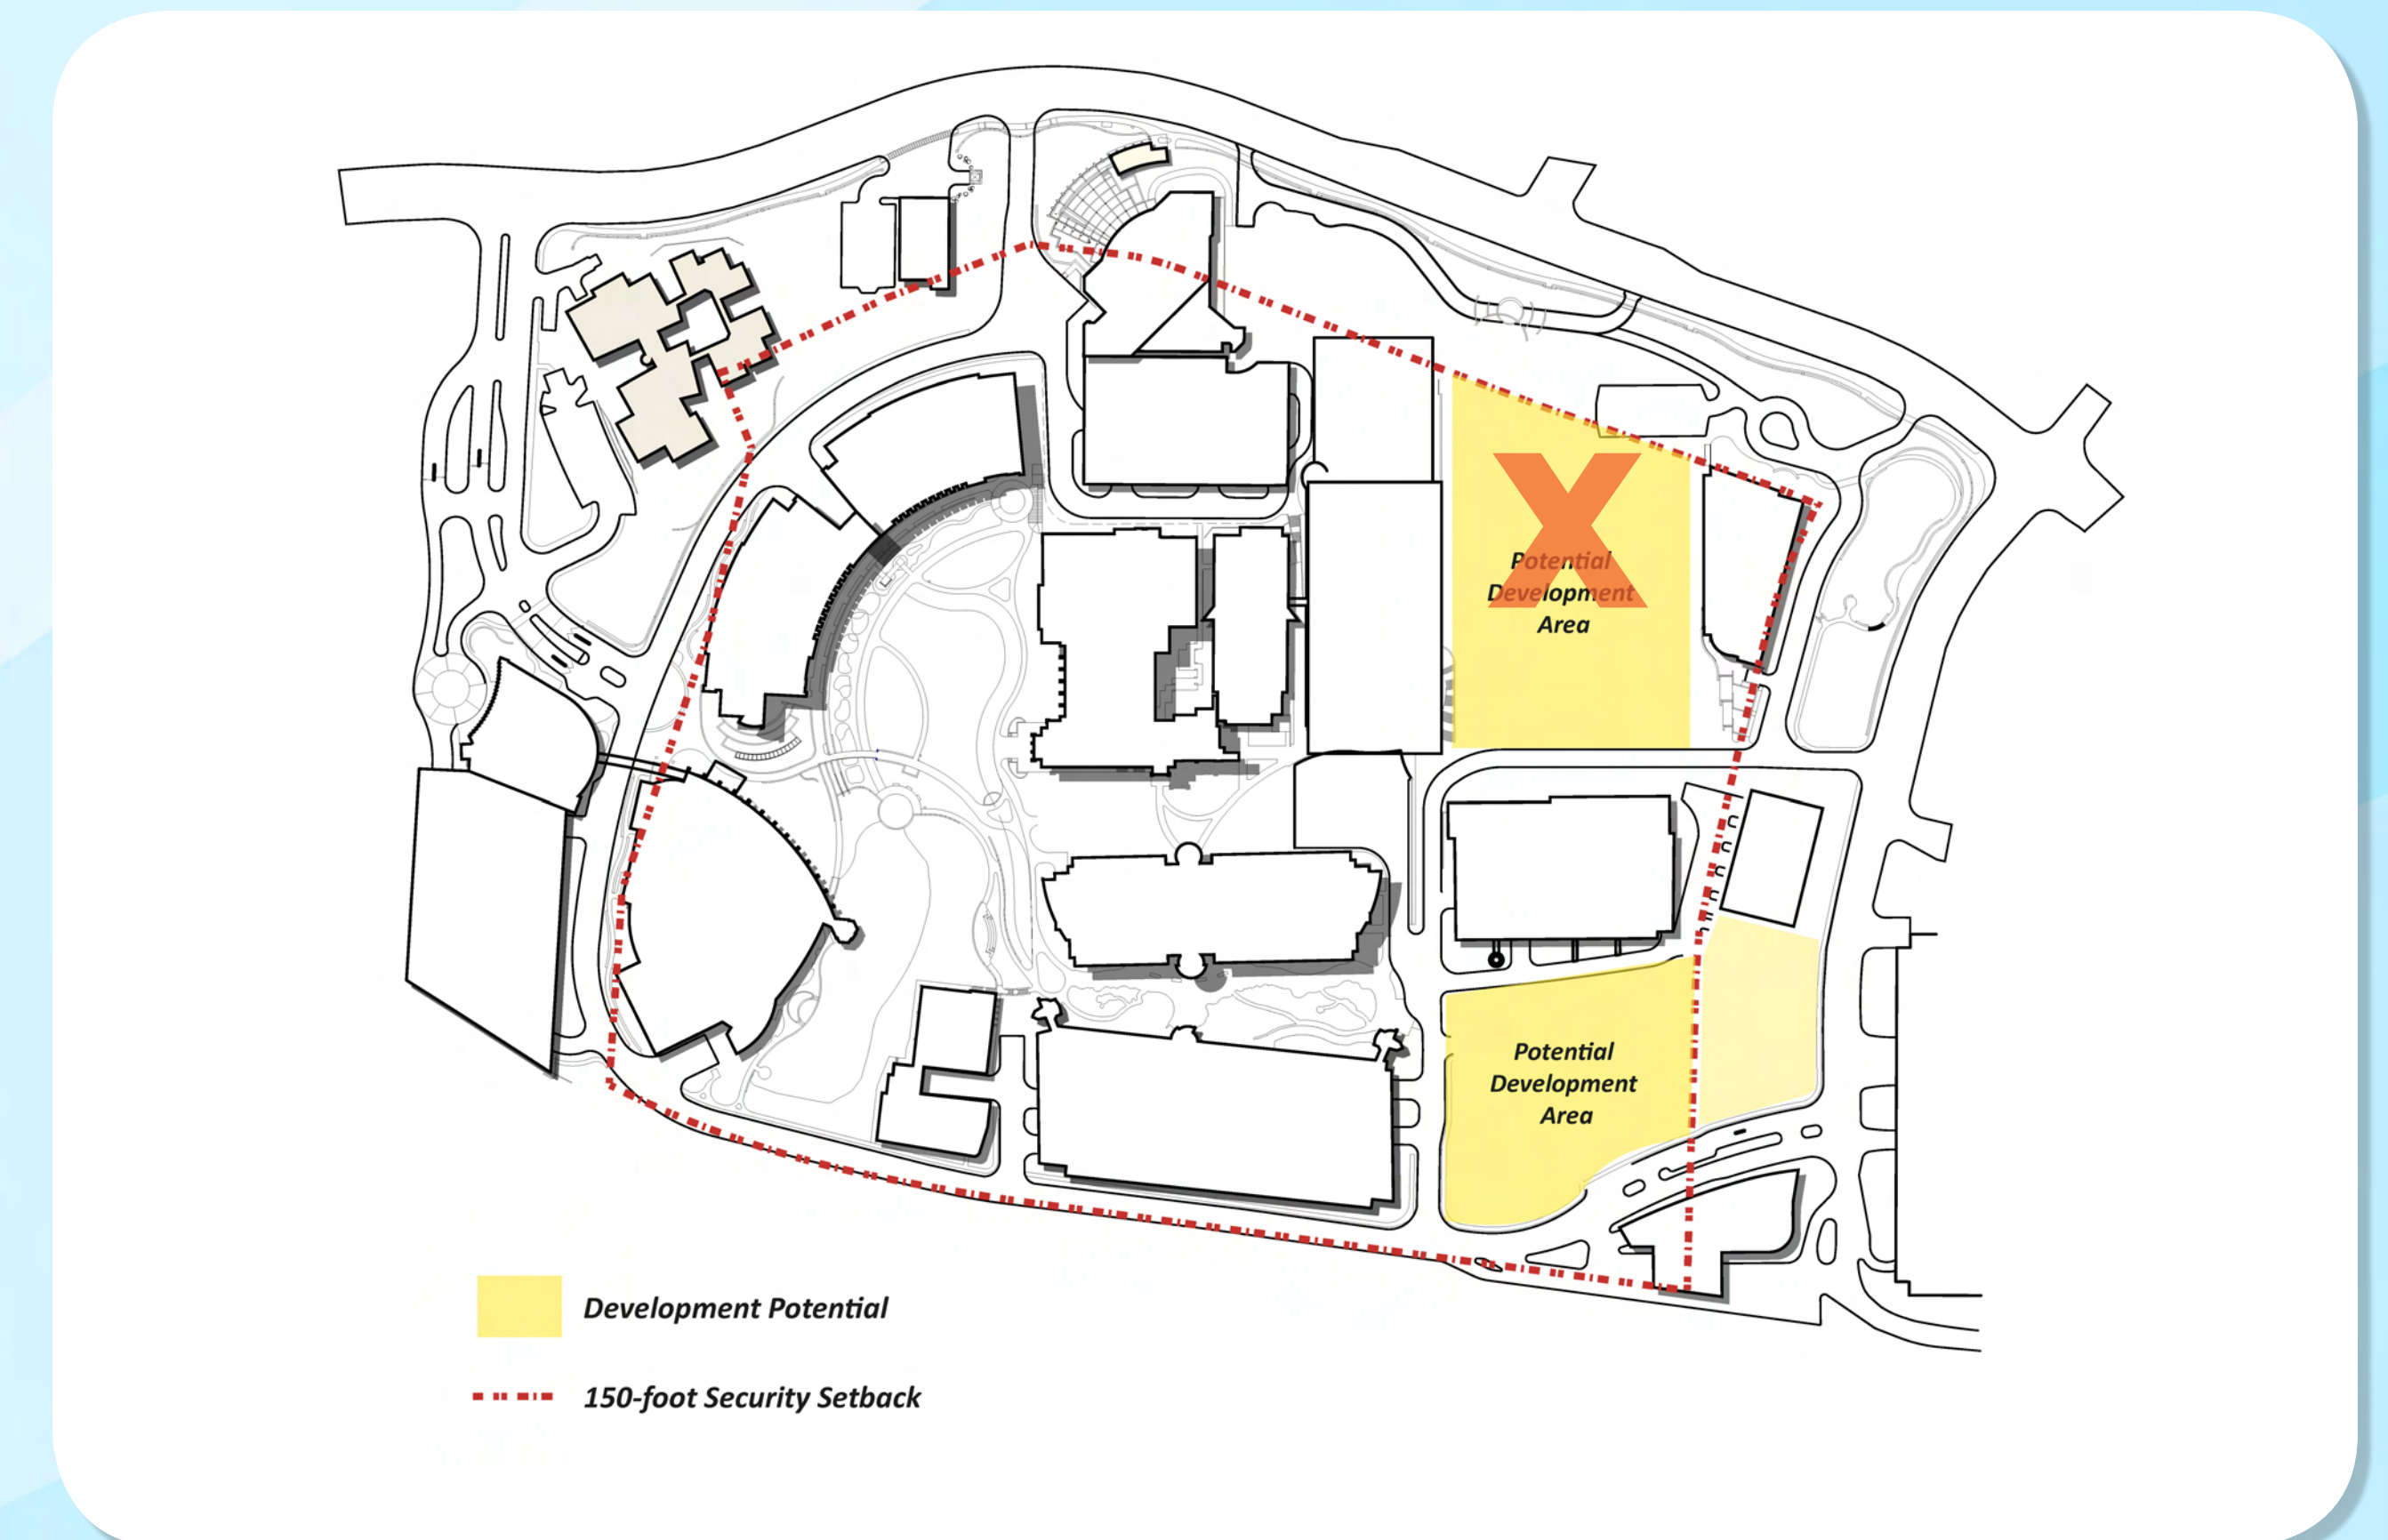 X
Potential
Development
Area
Potential
Development
Area
Development Potential
150-foot Security Setback